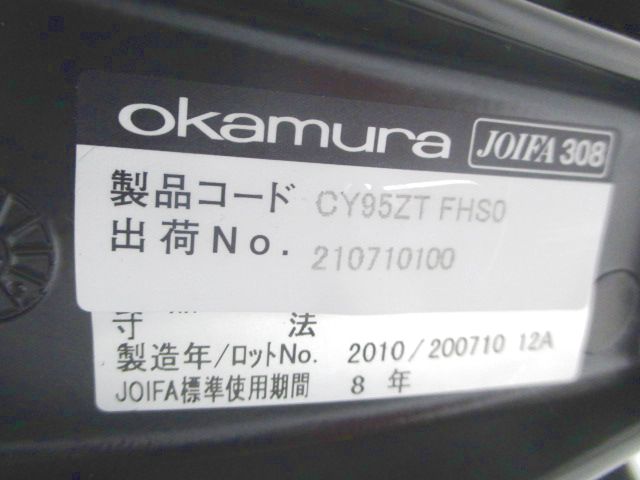 okamura JOIFA 308
製品コード CY95ZT FHS0
出荷No. 210710100
寸 法
製造年/ロットNo. 2010/200710 12A
JOIFA標準使用期間 8 年